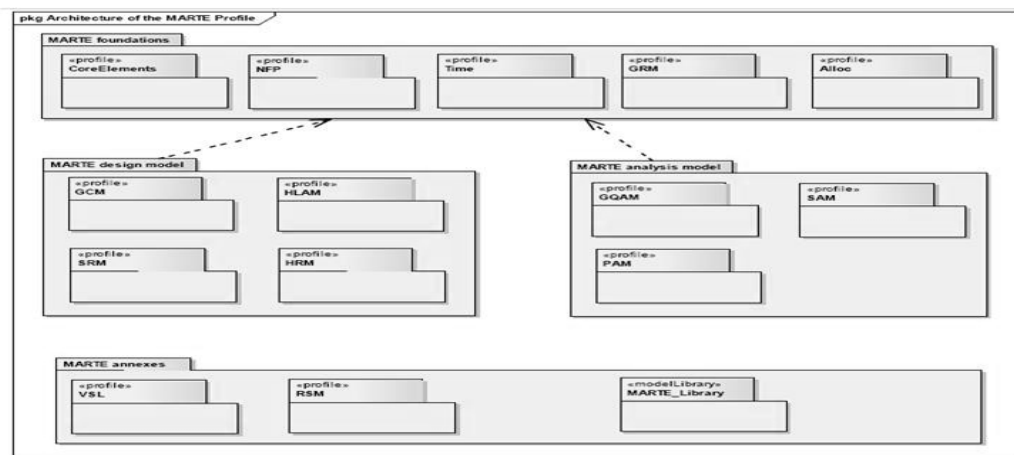 pkg Architecture of the MARTE Profile
MARTE foundations
«profile» «profile» «profile» «profile» «profile»
CoreElements NFP Time GRM Alloc
MARTE design model
«profile» «profile»
GCM HLAM
«profile» «profile»
SRM HRM
MARTE analysis model
«profile» «profile»
GQAM SAM
«profile»
PAM
MARTE annexes
«profile» «profile» «modelLibrary»
VSL RSM MARTE_Library